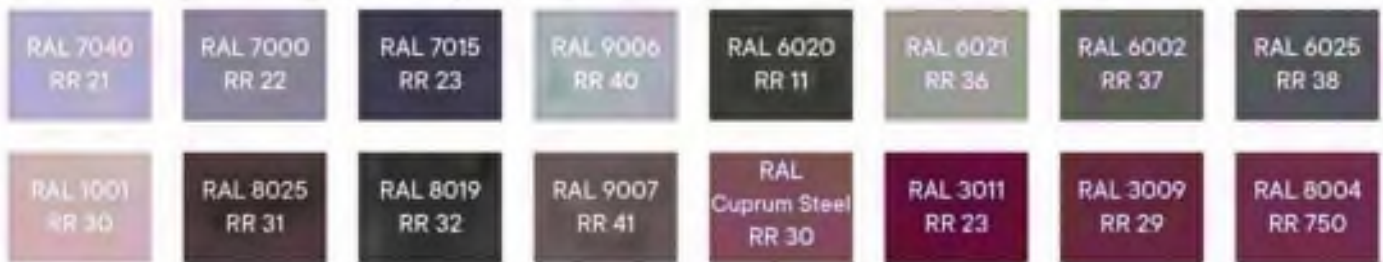 RAL 7040
RR 21
RAL 7000
RR 22
RAL 7015
RR 23
RAL 9006
RR 40
RAL 6020
RR 11
RAL 6021
RR 36
RAL 6002
RR 37
RAL 6025
RR 38
RAL 1001
RR 30
RAL 8025
RR 31
RAL 8019
RR 32
RAL 9007
RR 41
RAL
Cuprum Steel
RR 30
RAL 3011
RR 23
RAL 3009
RR 29
RAL 8004
RR 750